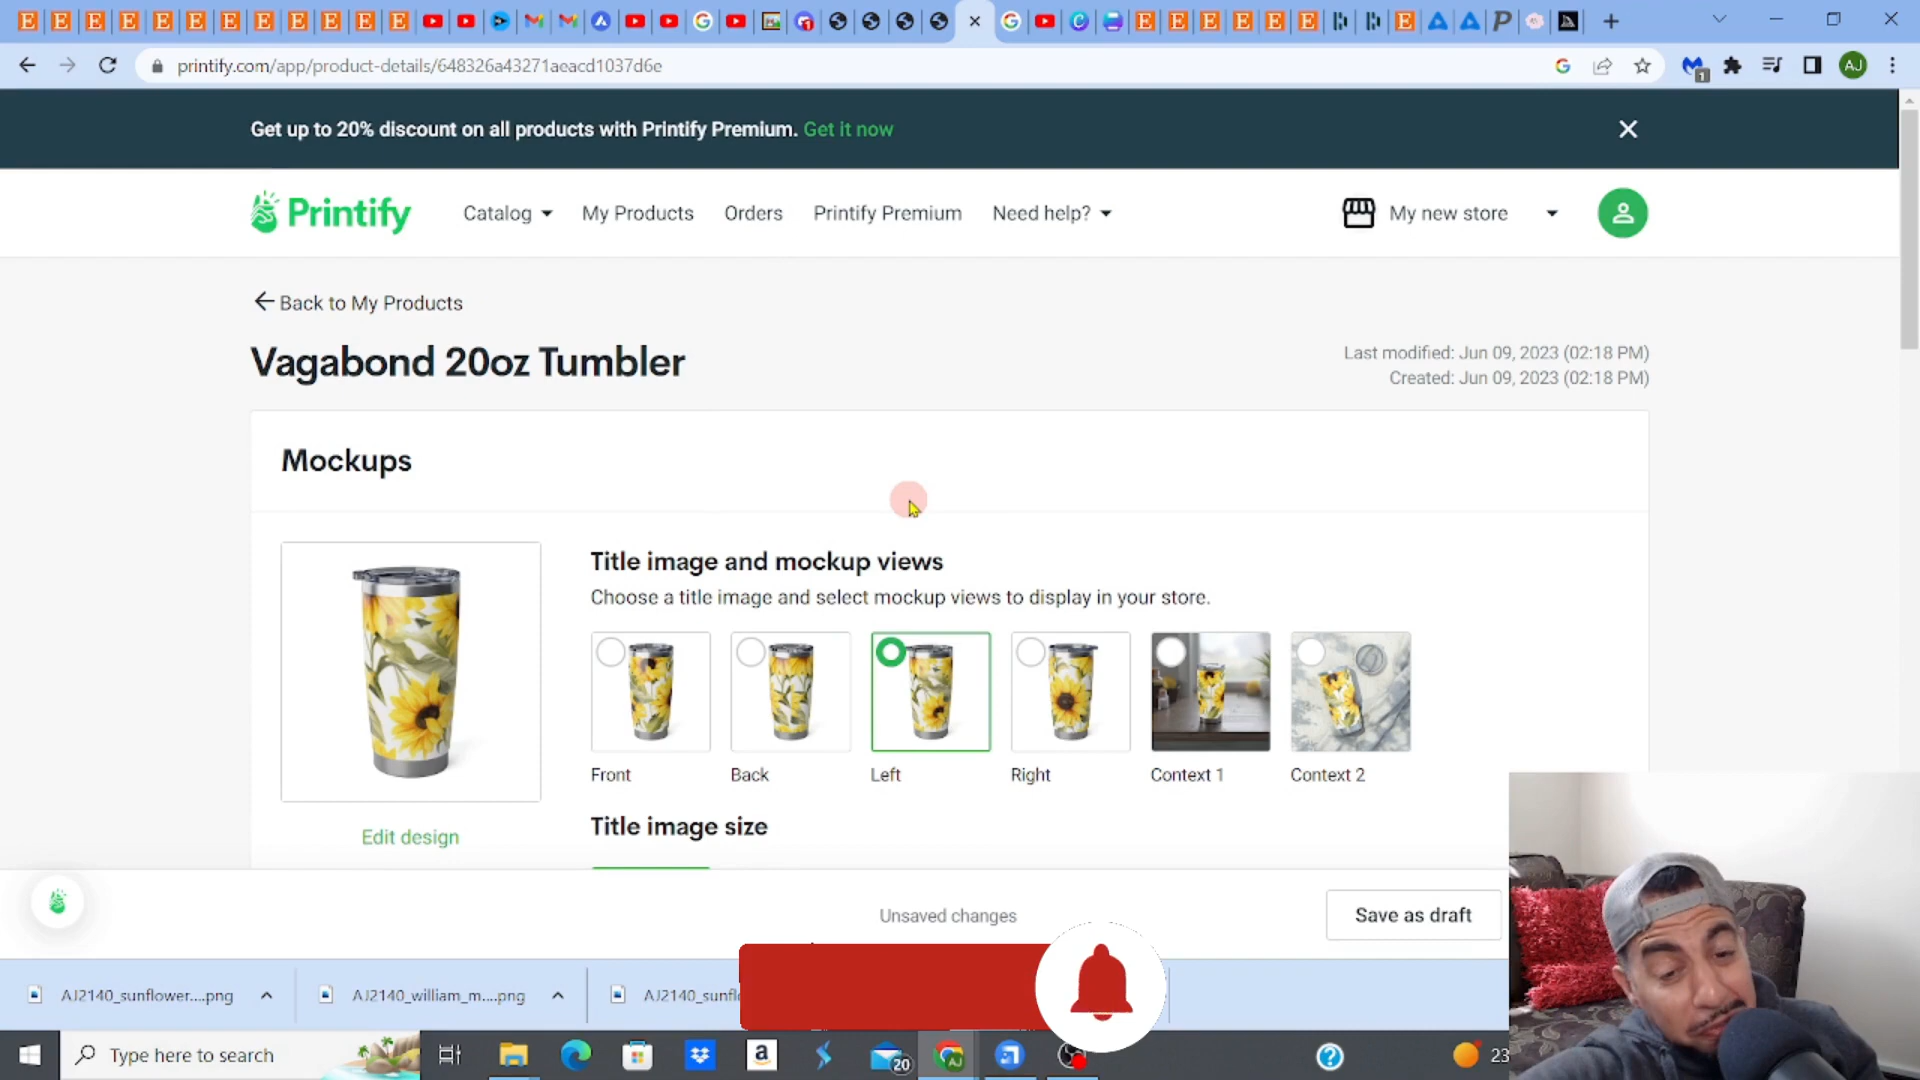 printify.com/app/product-details/648326a43271aeacd1037d6e
1
AJ
Get up to 20% discount on all products with Printify Premium. Get it now
Printify
Catalog
My Products
Orders
Printify Premium
Need help?
My new store
Back to My Products
Vagabond 20oz Tumbler
Last modified: Jun 09, 2023 (02:18 PM)
Created: Jun 09, 2023 (02:18 PM)
Mockups
Title image and mockup views
Choose a title image and select mockup views to display in your store.
Front
Back
Left
Right
Context 1
Context 2
Edit design
Title image size
Unsaved changes
Save as draft
AJ2140_sunflower....png
AJ2140_william_m....png
AJ2140_sunfl
Type here to search
20
23